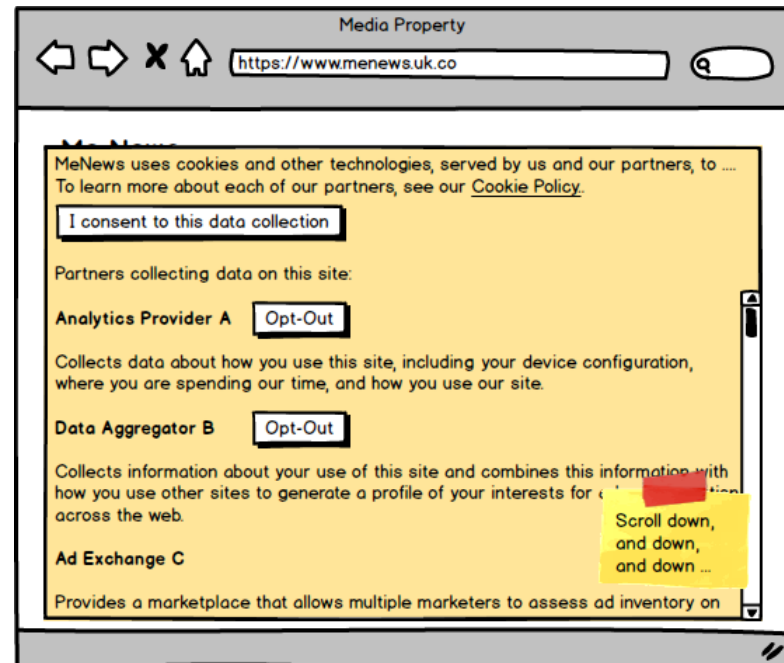 Media Property
https://www.menews.uk.co
Me News
MeNews uses cookies and other technologies, served by us and our partners, to ....
To learn more about each of our partners, see our Cookie Policy..
I consent to this data collection
Partners collecting data on this site:
Analytics Provider A Opt-Out
Collects data about how you use this site, including your device configuration,
where you are spending our time, and how you use our site.
Data Aggregator B Opt-Out
Collects information about your use of this site and combines this information with
how you use other sites to generate a profile of your interests for
across the web.
Scroll down,
and down,
and down ...
Ad Exchange C
Provides a marketplace that allows multiple marketers to assess ad inventory on